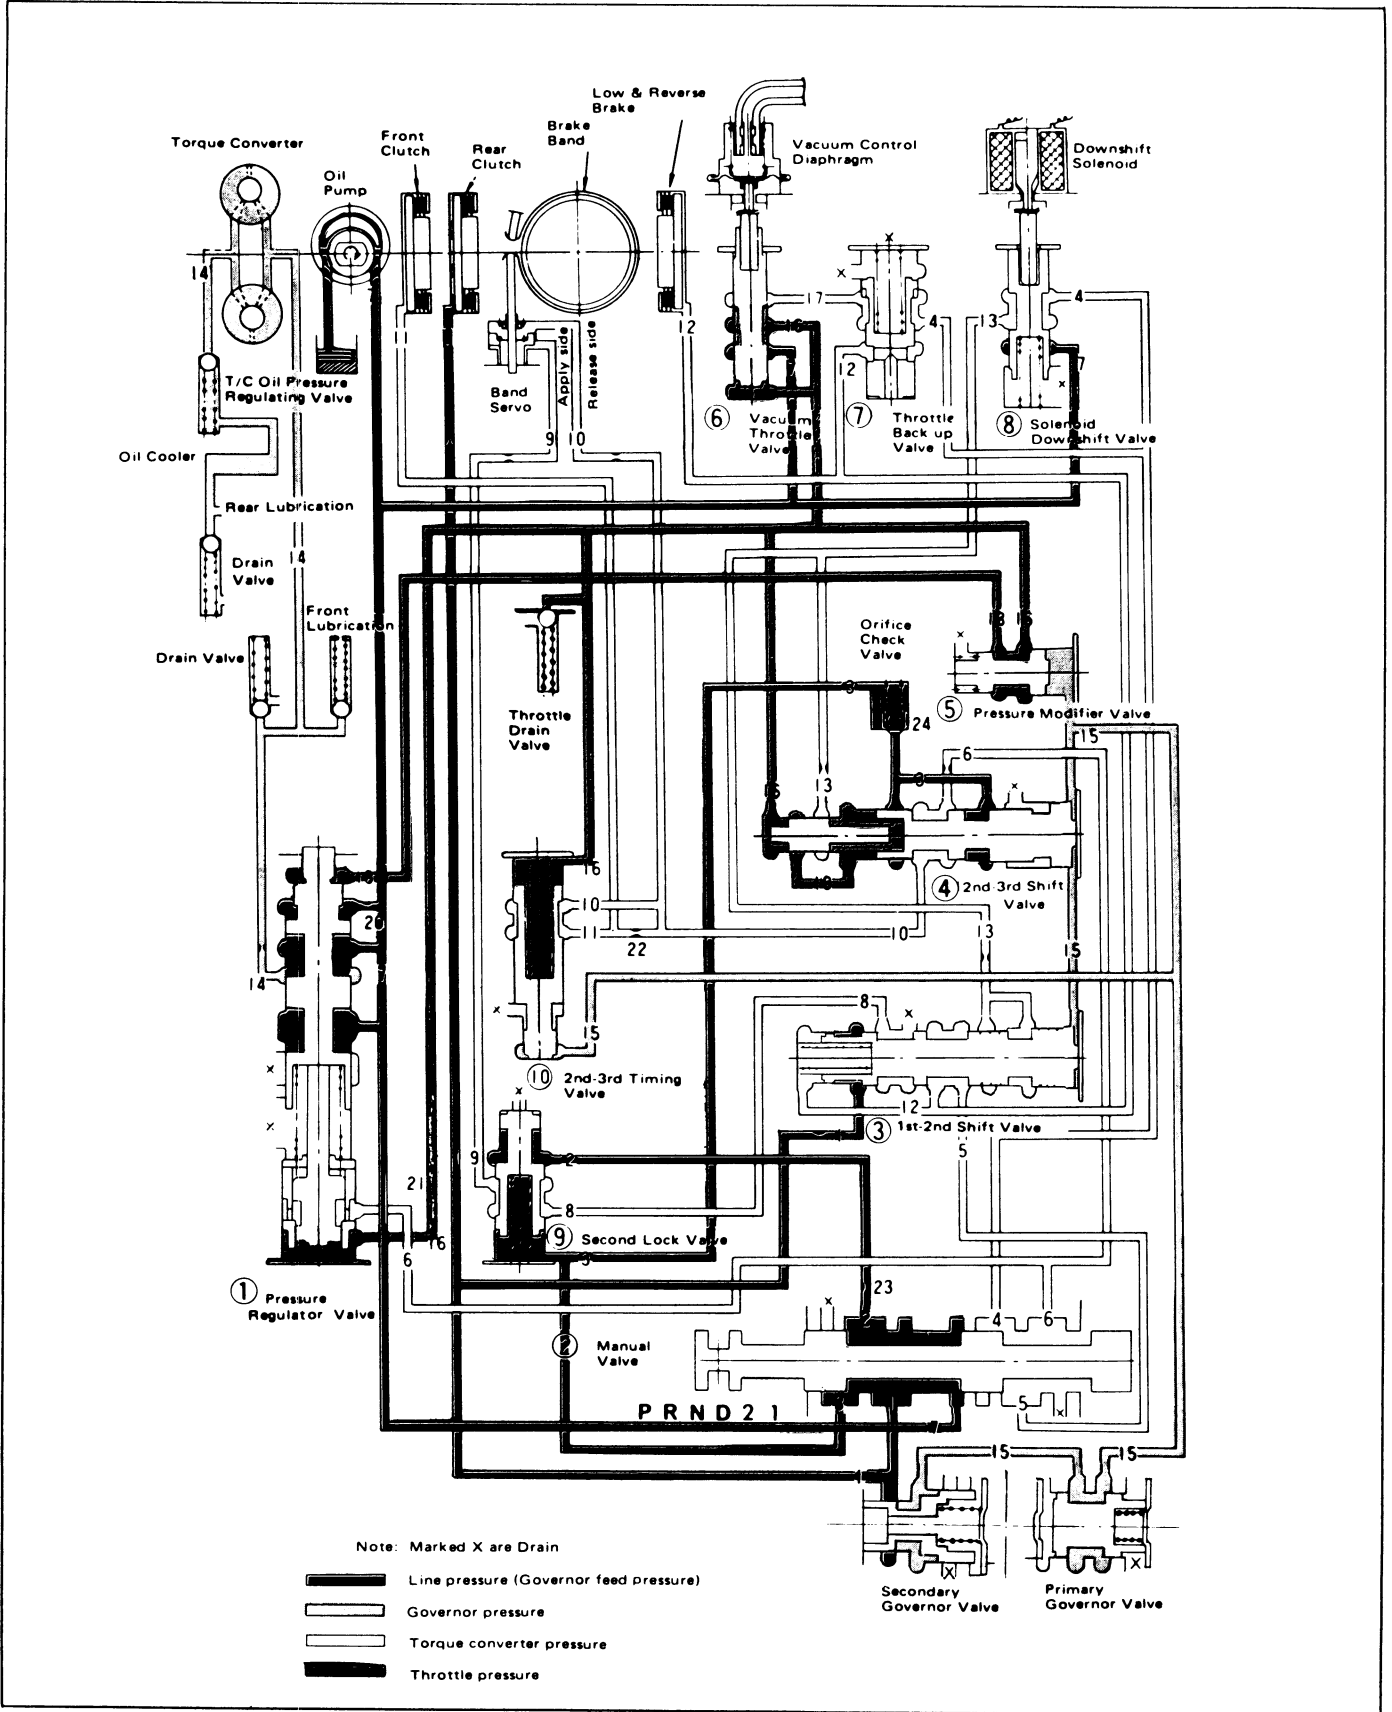 Low & Reverse
Brake
Brake
Band
Torque Converter
Front
Clutch
Rear
Clutch
Vacuum Control
Diaphragm
Downshift
Solenoid
Oil
Pump
14
17
4
4
13
12
7
12
T/C Oil Pressure
Regulating Valve
Apply side
Release side
Band
Servo
6
Vacuum
Throttle
Valve
7
Throttle
Back up
Valve
8
Solenoid
Downshift Valve
9
10
Oil Cooler
Rear Lubrication
14
Drain
Valve
Front
Lubrication
Drain Valve
Orifice
Check
Valve
5
Pressure Modifier Valve
Throttle
Drain
Valve
24
15
6
13
16
4
2nd-3rd Shift
Valve
10
11
22
10
13
20
14
15
8
15
10
2nd-3rd Timing
Valve
12
3
1st-2nd Shift Valve
5
9
2
8
21
9
Second Lock Valve
16
6
3
1
Pressure
Regulator Valve
23
2
4
6
2
Manual
Valve
5
P R N D 2 1
7
15
15
1
Secondary
Governor Valve
Primary
Governor Valve
Note: Marked X are Drain
Line pressure (Governor feed pressure)
Governor pressure
Torque converter pressure
Throttle pressure